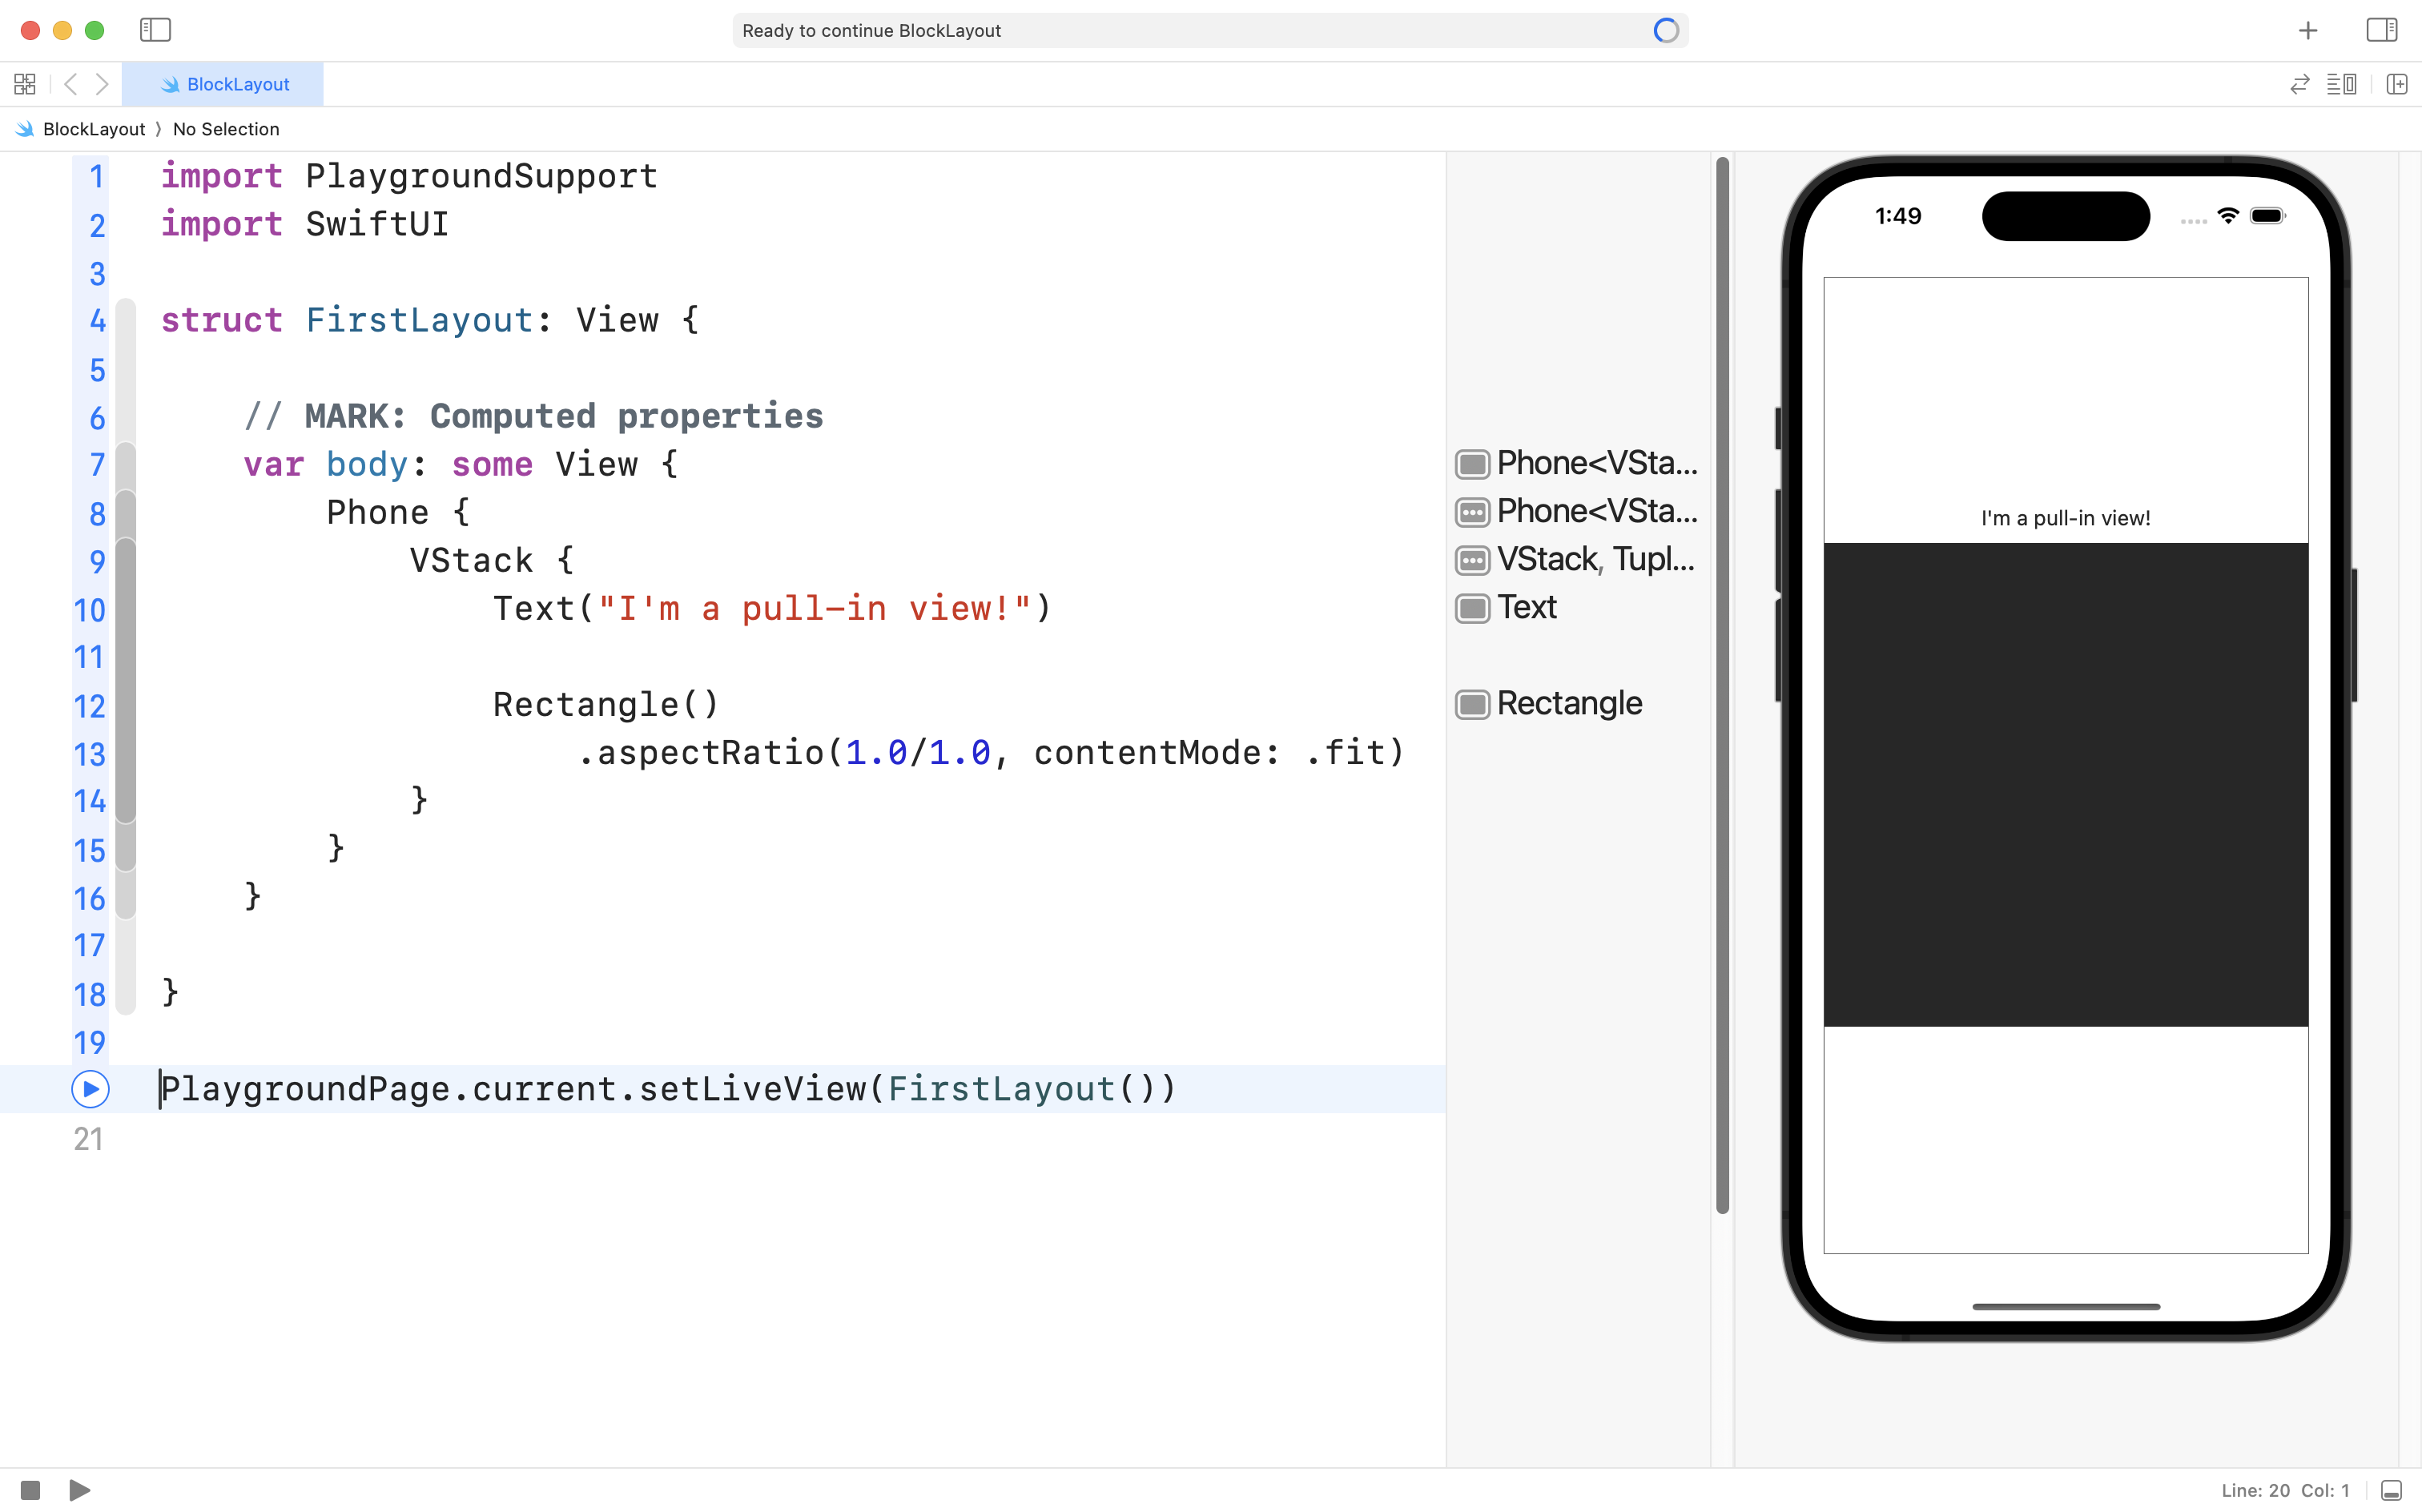 Ready to continue BlockLayout
BlockLayout
BlockLayout 〉 No Selection
1 import PlaygroundSupport
2 import SwiftUI
3
4 struct FirstLayout: View {
5
6 // MARK: Computed properties
7 var body: some View {
8 Phone {
9 VStack {
10 Text("I'm a pull-in view!")
11
12 Rectangle()
13 .aspectRatio(1.0/1.0, contentMode: .fit)
14 }
15 }
16 }
17
18 }
19
PlaygroundPage.current.setLiveView(FirstLayout())
21
Phone<VSta...
Phone<VSta...
VStack, Tupl...
Text
Rectangle
1:49
I'm a pull-in view!
Line: 20 Col: 1